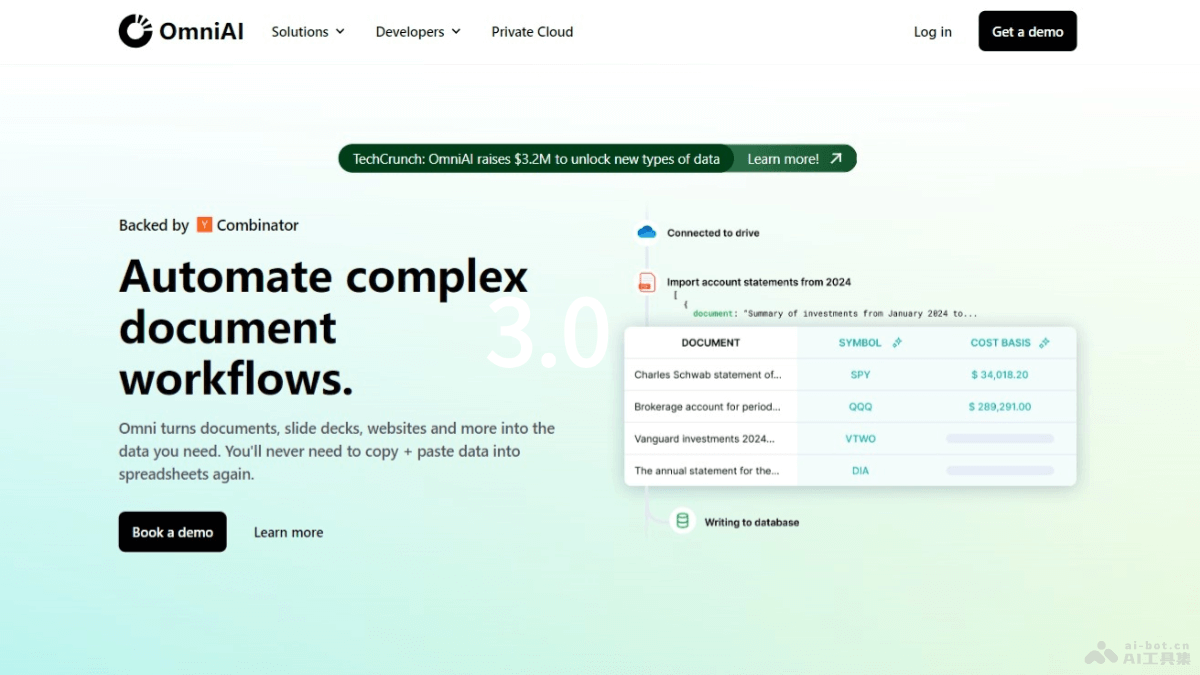 OmniAI
Solutions
Developers
Private Cloud
Log in
Get a demo
TechCrunch: OmniAI raises $3.2M to unlock new types of data
Learn more!
Backed by Y Combinator
Automate complex
document
workflows.
3.0
Omni turns documents, slide decks, websites and more into the
data you need. You'll never need to copy + paste data into
spreadsheets again.
Book a demo
Learn more
Connected to drive
Import account statements from 2024
[
{
document: "Summary of investments from January 2024 to...
DOCUMENT SYMBOL COST BASIS
Charles Schwab statement of... SPY $ 34,018.20
Brokerage account for period... QQQ $ 289,291.00
Vanguard investments 2024... VTWO
The annual statement for the... DIA
Writing to database
ai-bot.cn
AI工具集